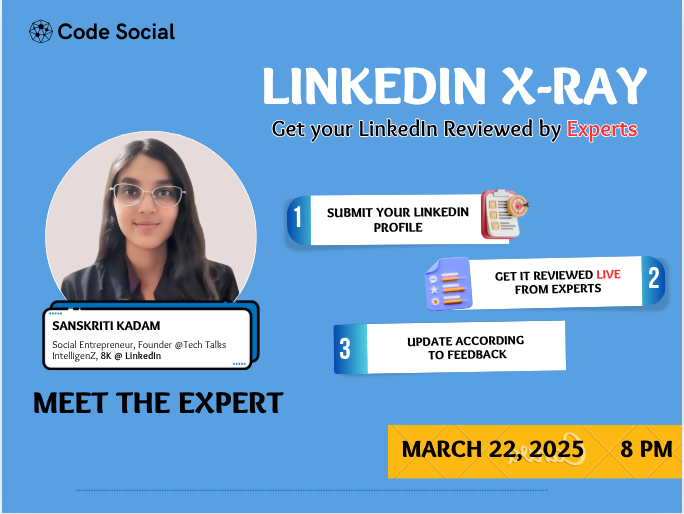 Code Social
LINKEDIN X-RAY
Get your LinkedIn Reviewed by Experts
1
SUBMIT YOUR LINKEDIN
PROFILE
GET IT REVIEWED LIVE
FROM EXPERTS
2
3
UPDATE ACCORDING
TO FEEDBACK
SANSKRITI KADAM
Social Entrepreneur, Founder @Tech Talks
IntelligenZ, 8K @ LinkedIn
MEET THE EXPERT
MARCH 22, 2025 8 PM